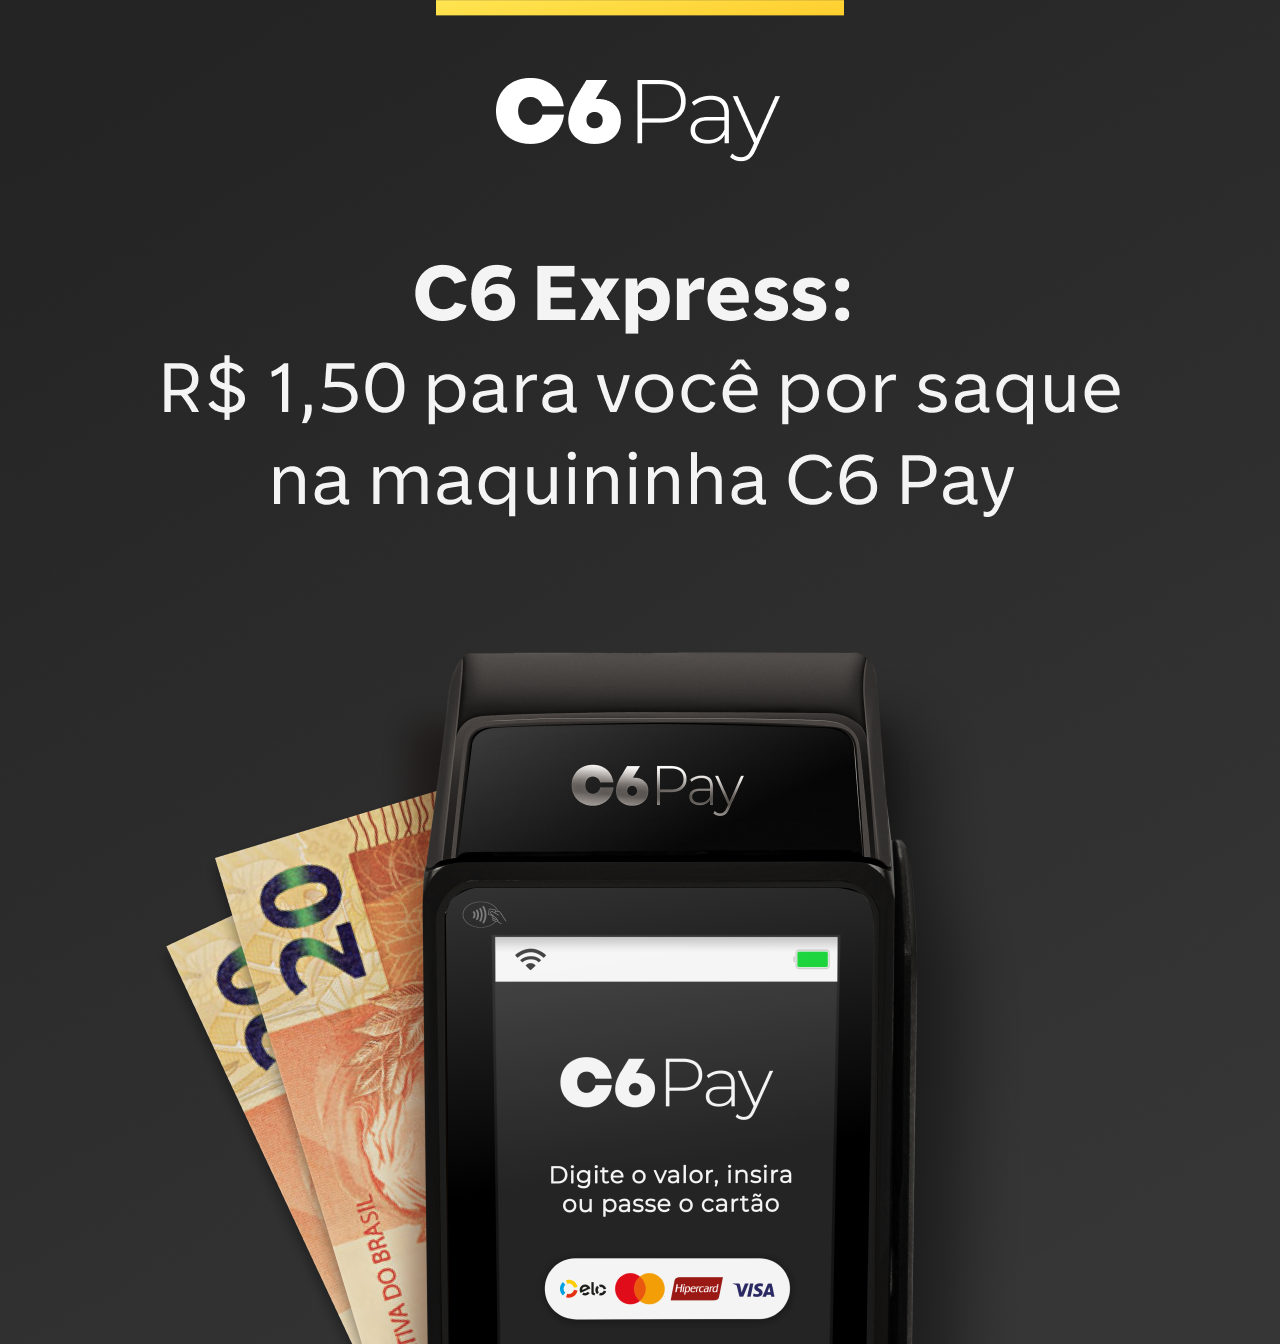 C6 Pay
C6 Express:
R$ 1,50 para você por saque
na maquininha C6 Pay
C6 Pay
20
20
C6 Pay
Digite o valor, insira
ou passe o cartão
elo
Hipercard
VISA
TIVA DO BRASIL